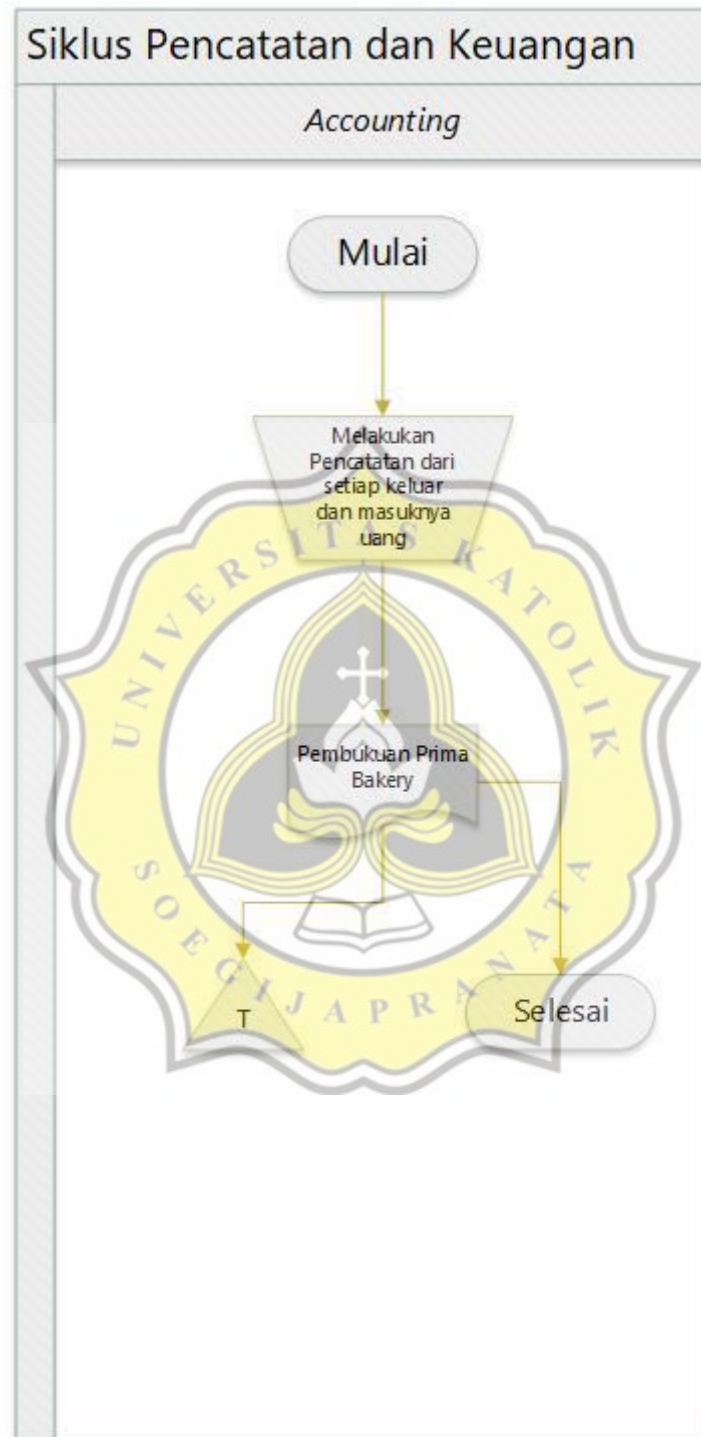 Siklus Pencatatan dan Keuangan
Accounting
Mulai
Melakukan
Pencatatan dari
setiap keluar
dan masuknya
uang
Pembukuan Prima
Bakery
T
Selesai
UNIVERSITAS KATOLIK
SOEGIJAPRANATA